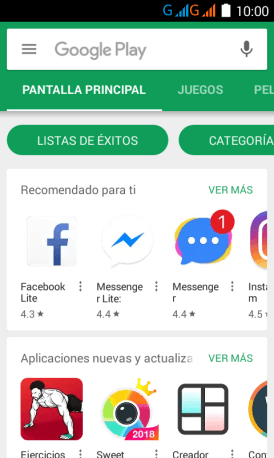 G G 10:00
Google Play
PANTALLA PRINCIPAL JUEGOS PEL
LISTAS DE ÉXITOS CATEGORÍA
Recomendado para ti VER MÁS
1
Facebook Lite
Messenge r Lite:
Messenge r
Insta m
4.3 ★ 4.4 ★ 4.4 ★ 4.5
Aplicaciones nuevas y actualiza VER MÁS
2018
Ejercicios Sweet Creador Con